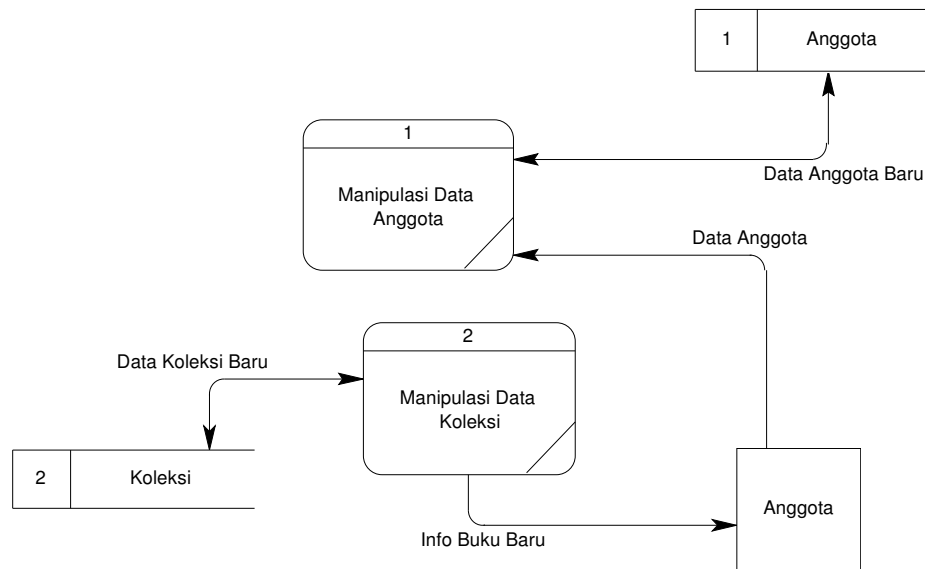 1 Anggota
1
Manipulasi Data
Anggota
Data Anggota Baru
Data Anggota
2
Data Koleksi Baru
Manipulasi Data
Koleksi
2 Koleksi
Anggota
Info Buku Baru